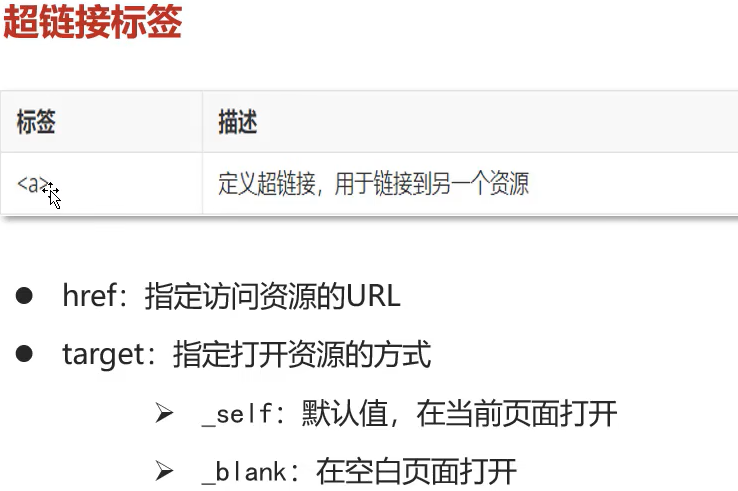 超链接标签
标签 描述
<a> 定义超链接，用于链接到另一个资源
href：指定访问资源的URL
target：指定打开资源的方式
_self：默认值，在当前页面打开
_blank：在空白页面打开